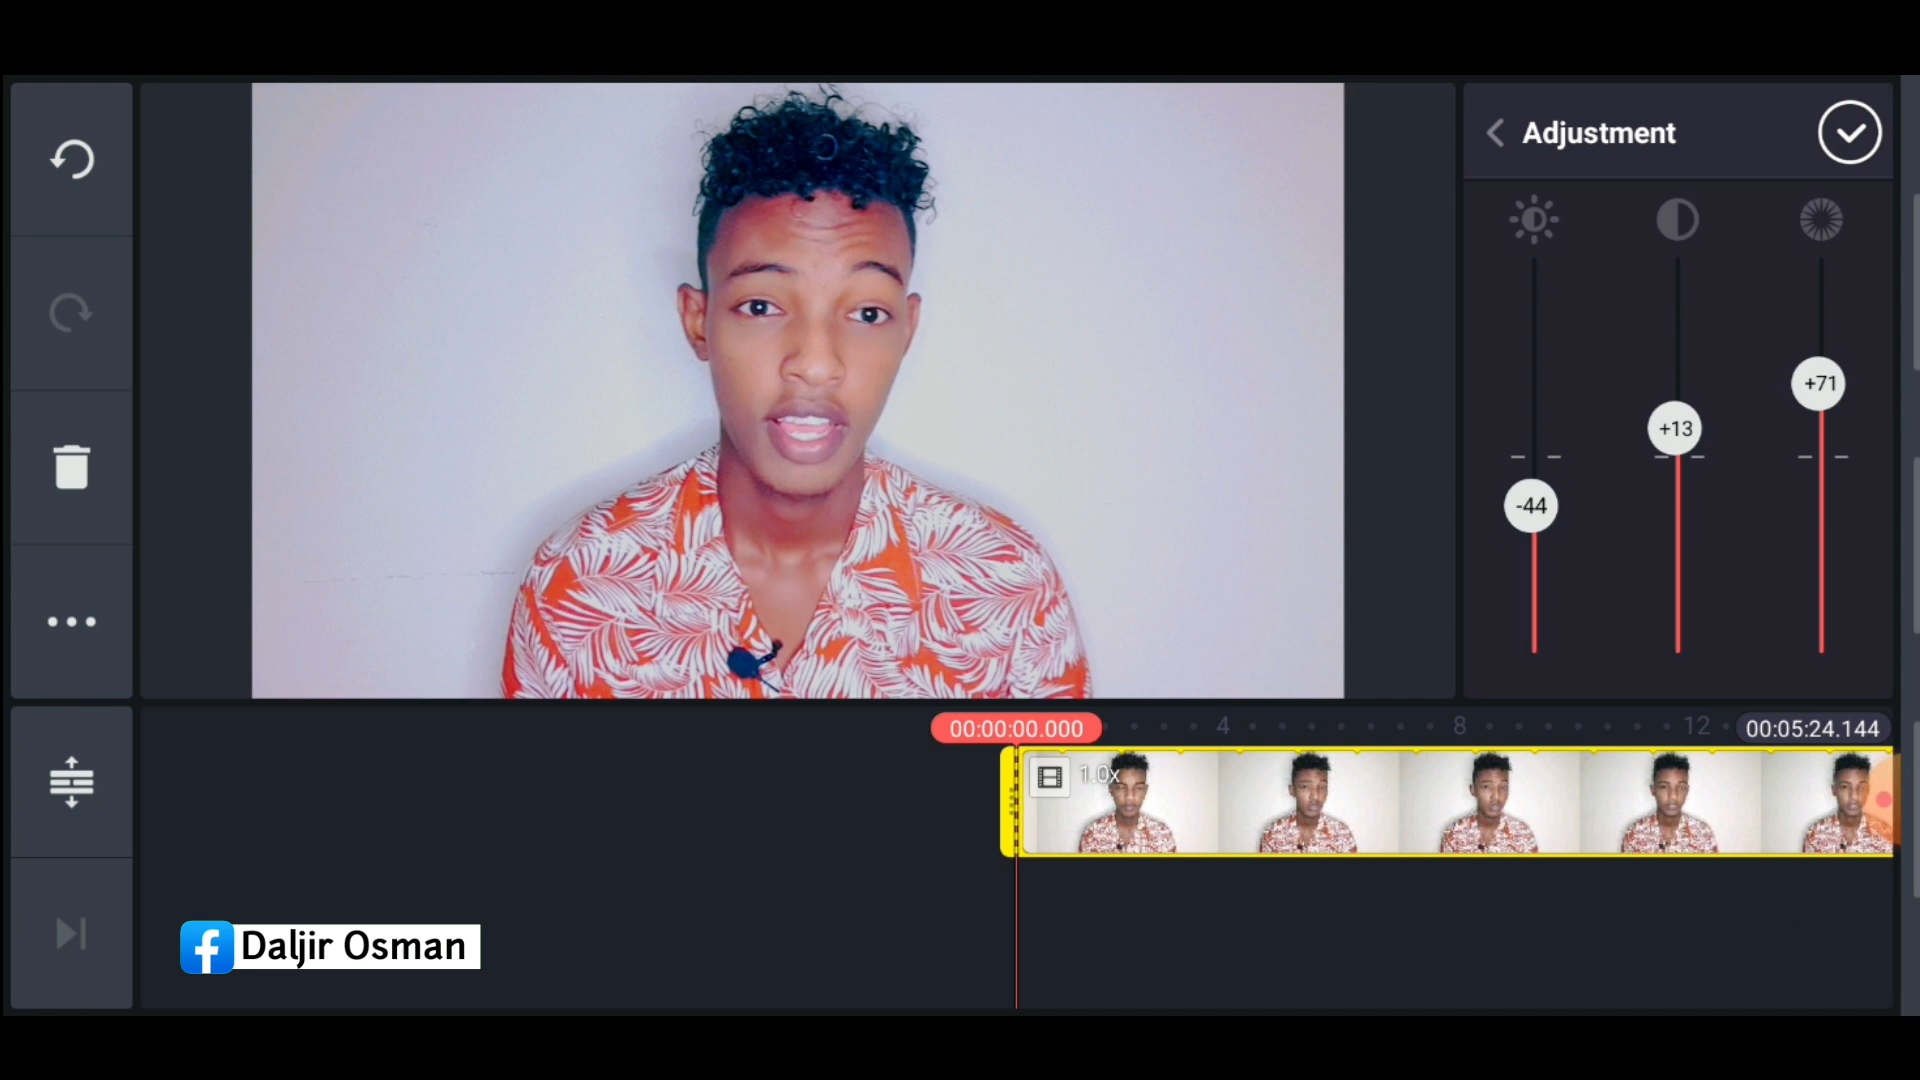 Adjustment
+71
+13
-44
00:00:00.000
4
8
12
00:05:24.144
1.0x
Daljir Osman